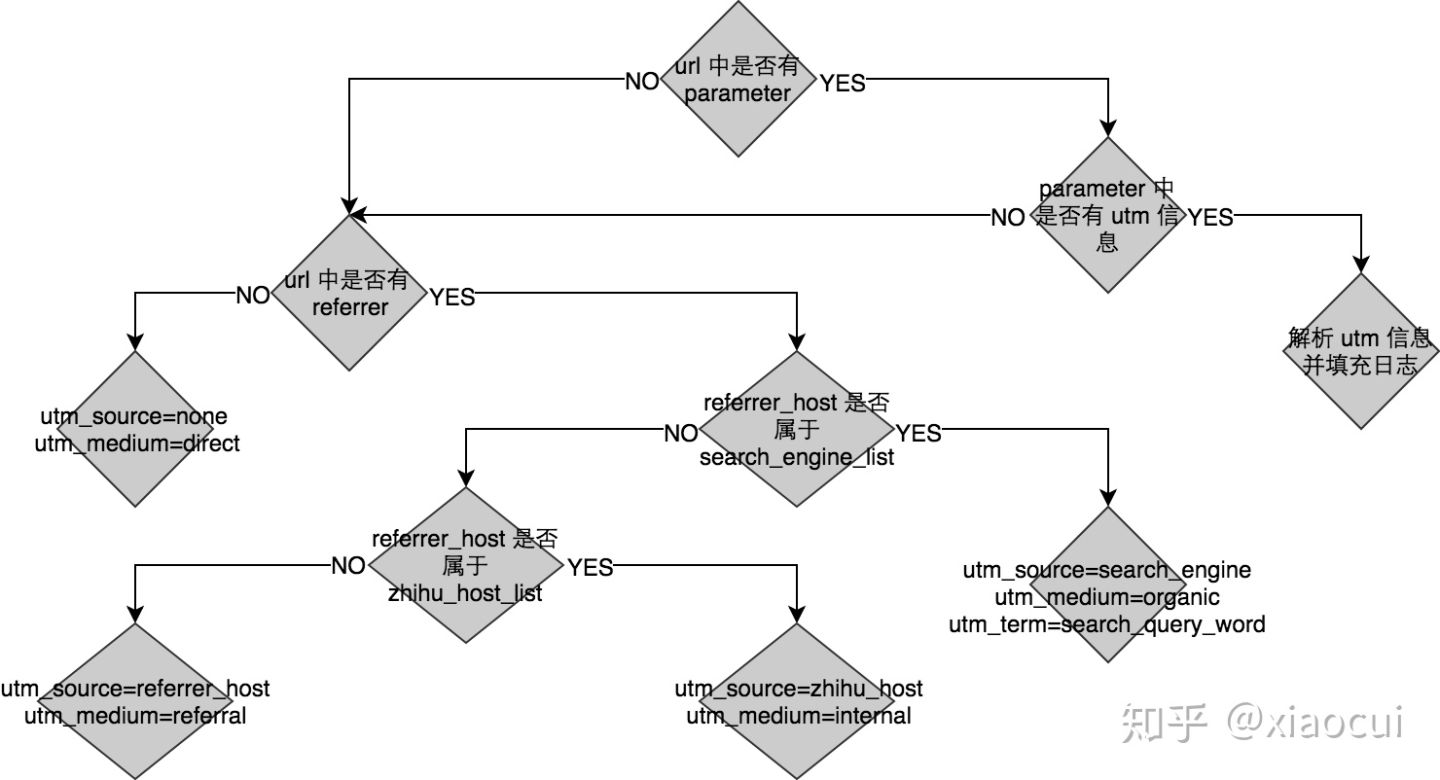 url 中是否有
parameter
NO
YES
parameter 中
是否有 utm 信
息
NO
YES
url 中是否有
referrer
NO
YES
解析 utm 信息
并填充日志
utm_source=none
utm_medium=direct
referrer_host 是否
属于
search_engine_list
NO
YES
referrer_host 是否
属于
zhihu_host_list
NO
YES
utm_source=search_engine
utm_medium=organic
utm_term=search_query_word
utm_source=referrer_host
utm_medium=referral
utm_source=zhihu_host
utm_medium=internal
知乎 @xiaocui